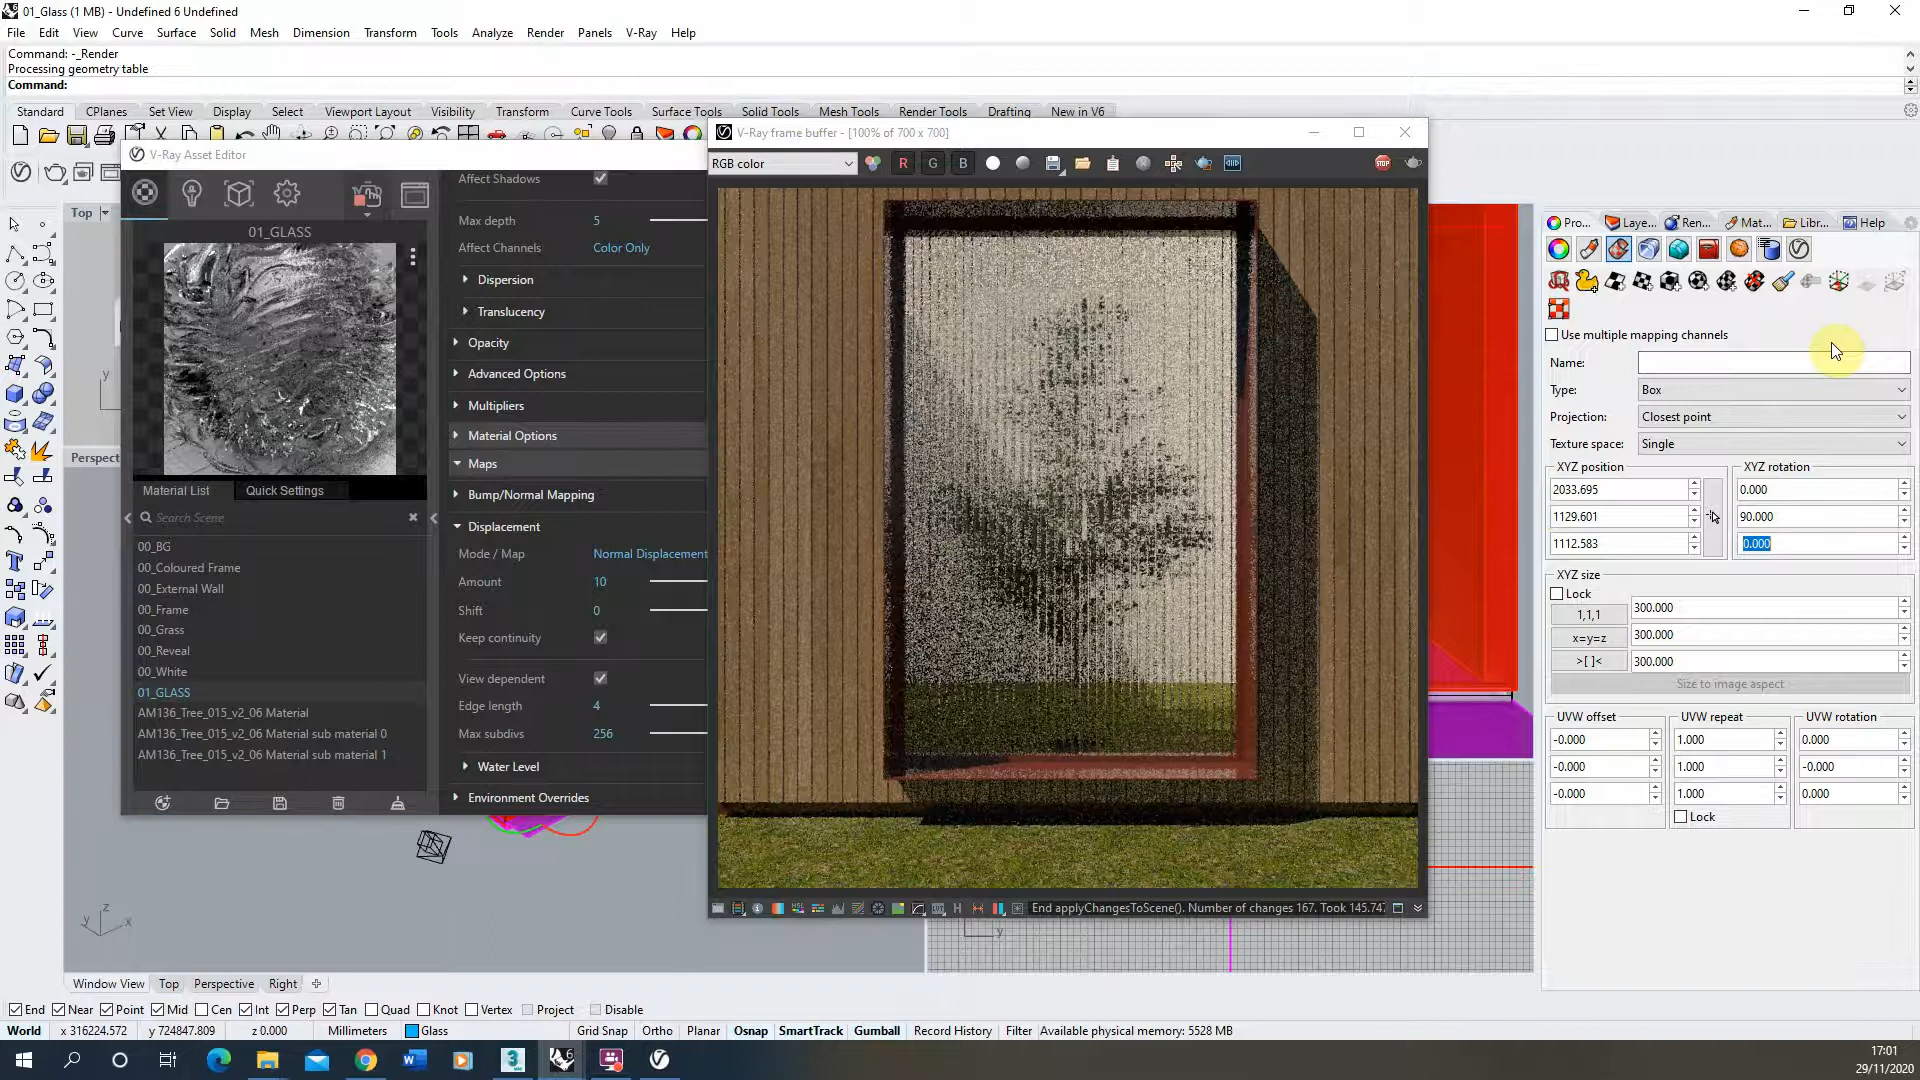 01_Glass (1 MB) - Undefined 6 Undefined
File Edit View Curve Surface Solid Mesh Dimension Transform Tools Analyze Render Panels V-Ray Help
Command: -_Render
Processing geometry table
Command:
Standard CPlanes Set View Display Select Viewport Layout Visibility Transform Curve Tools Surface Tools Solid Tools Mesh Tools Render Tools Drafting New in V6
V-Ray Asset Editor
V-Ray frame buffer - [100% of 700 x 700]
RGB color
R G B
STOP
Top
Perspect
01_GLASS
Material List Quick Settings
Search Scene
00_BG
00_Coloured Frame
00_External Wall
00_Frame
00_Grass
00_Reveal
00_White
01_GLASS
AM136_Tree_015_v2_06 Material
AM136_Tree_015_v2_06 Material sub material 0
AM136_Tree_015_v2_06 Material sub material 1
Affect Shadows
Max depth 5
Affect Channels Color Only
Dispersion
Translucency
Opacity
Advanced Options
Multipliers
Material Options
Maps
Bump/Normal Mapping
Displacement
Mode / Map Normal Displacement
Amount 10
Shift 0
Keep continuity
View dependent
Edge length 4
Max subdivs 256
Water Level
Environment Overrides
End applyChangesToScene(). Number of changes 167. Took 145.747
Pro... Laye... Ren... Mat... Libr... Help
Use multiple mapping channels
Name:
Type: Box
Projection: Closest point
Texture space: Single
XYZ position XYZ rotation
2033.695 0.000
1129.601 90.000
1112.583 0.000
XYZ size
Lock
1,1,1 300.000
x=y=z 300.000
>[ ]< 300.000
Size to image aspect
UVW offset UVW repeat UVW rotation
-0.000 1.000 0.000
-0.000 1.000 -0.000
-0.000 1.000 0.000
Lock
y
z
y x
y
Window View Top Perspective Right
End Near Point Mid Cen Int Perp Tan Quad Knot Vertex Project Disable
World x 316224.572 y 724847.809 z 0.000 Millimeters Glass Grid Snap Ortho Planar Osnap SmartTrack Gumball Record History Filter Available physical memory: 5528 MB
17:01
29/11/2020